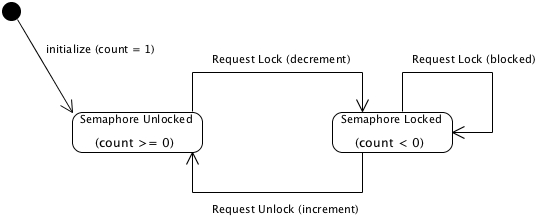 initialize (count = 1)
Request Lock (decrement)
Request Lock (blocked)
Semaphore Unlocked
(count >= 0)
Semaphore Locked
(count < 0)
Request Unlock (increment)